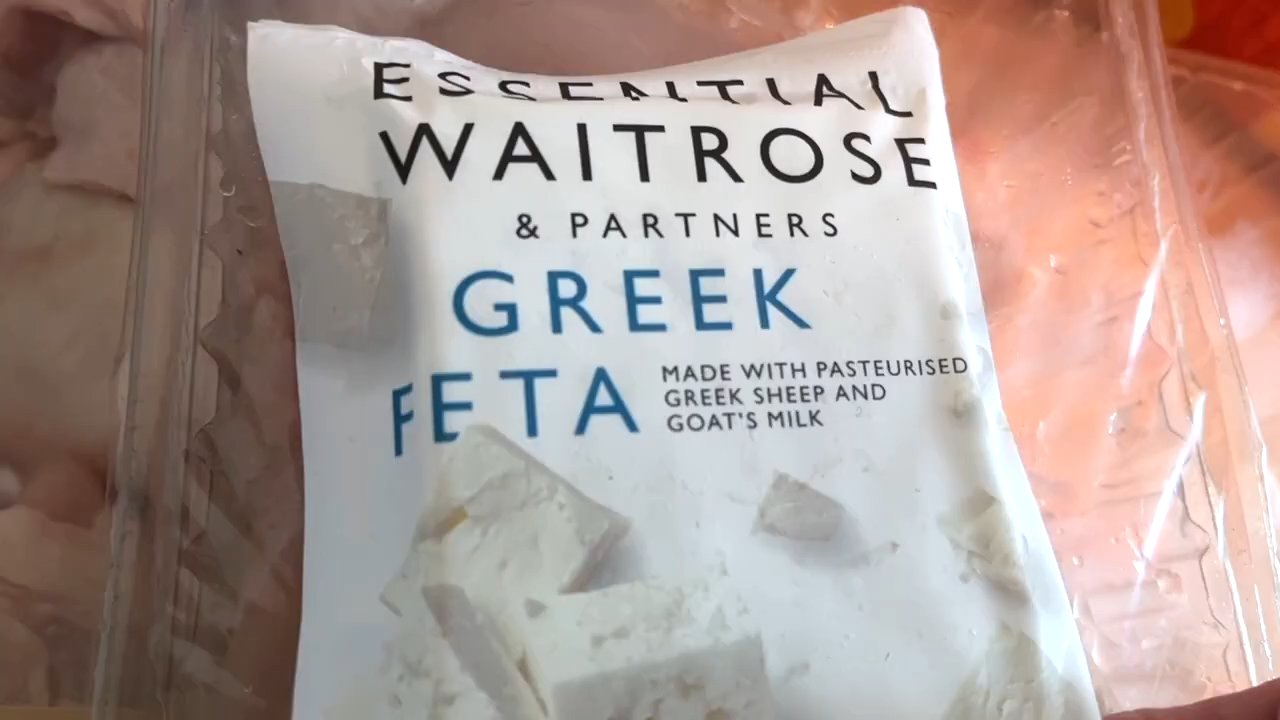 ESSENTIAL
WAITROSE
& PARTNERS
GREEK
FETA
MADE WITH PASTEURISED
GREEK SHEEP AND
GOAT'S MILK